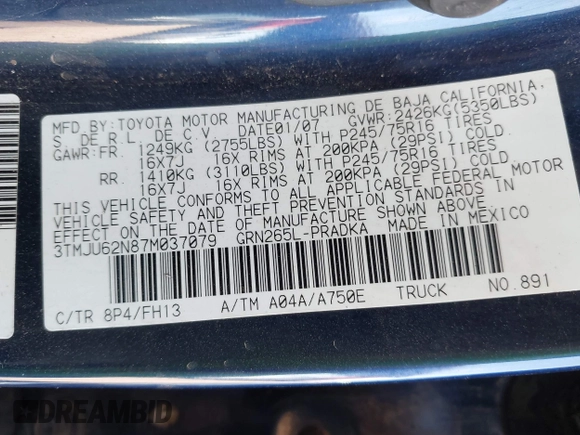 MFD.BY:TOYOTA MOTOR MANUFACTURING DE BAJA CALIFORNIA,
S. DE R.L. DE C.V. DATE01/07 GVWR:2426KG(5350LBS)
GAWR:FR. 1249KG (2755LBS) WITH P245/75R16 TIRES
16X7J 16X RIMS AT 200KPA (29PSI) COLD.
RR. 1410KG (3110LBS) WITH P245/75R16 TIRES
16X7J 16X RIMS AT 200KPA (29PSI) COLD.
THIS VEHICLE CONFORMS TO ALL APPLICABLE FEDERAL MOTOR
VEHICLE SAFETY AND THEFT PREVENTION STANDARDS IN
EFFECT ON THE DATE OF MANUFACTURE SHOWN ABOVE.
3TMJU62N87M037079 GRN265L-PRADKA MADE IN MEXICO
C/TR 8P4/FH13 A/TM A04A/A750E TRUCK NO.891
DREAMBID